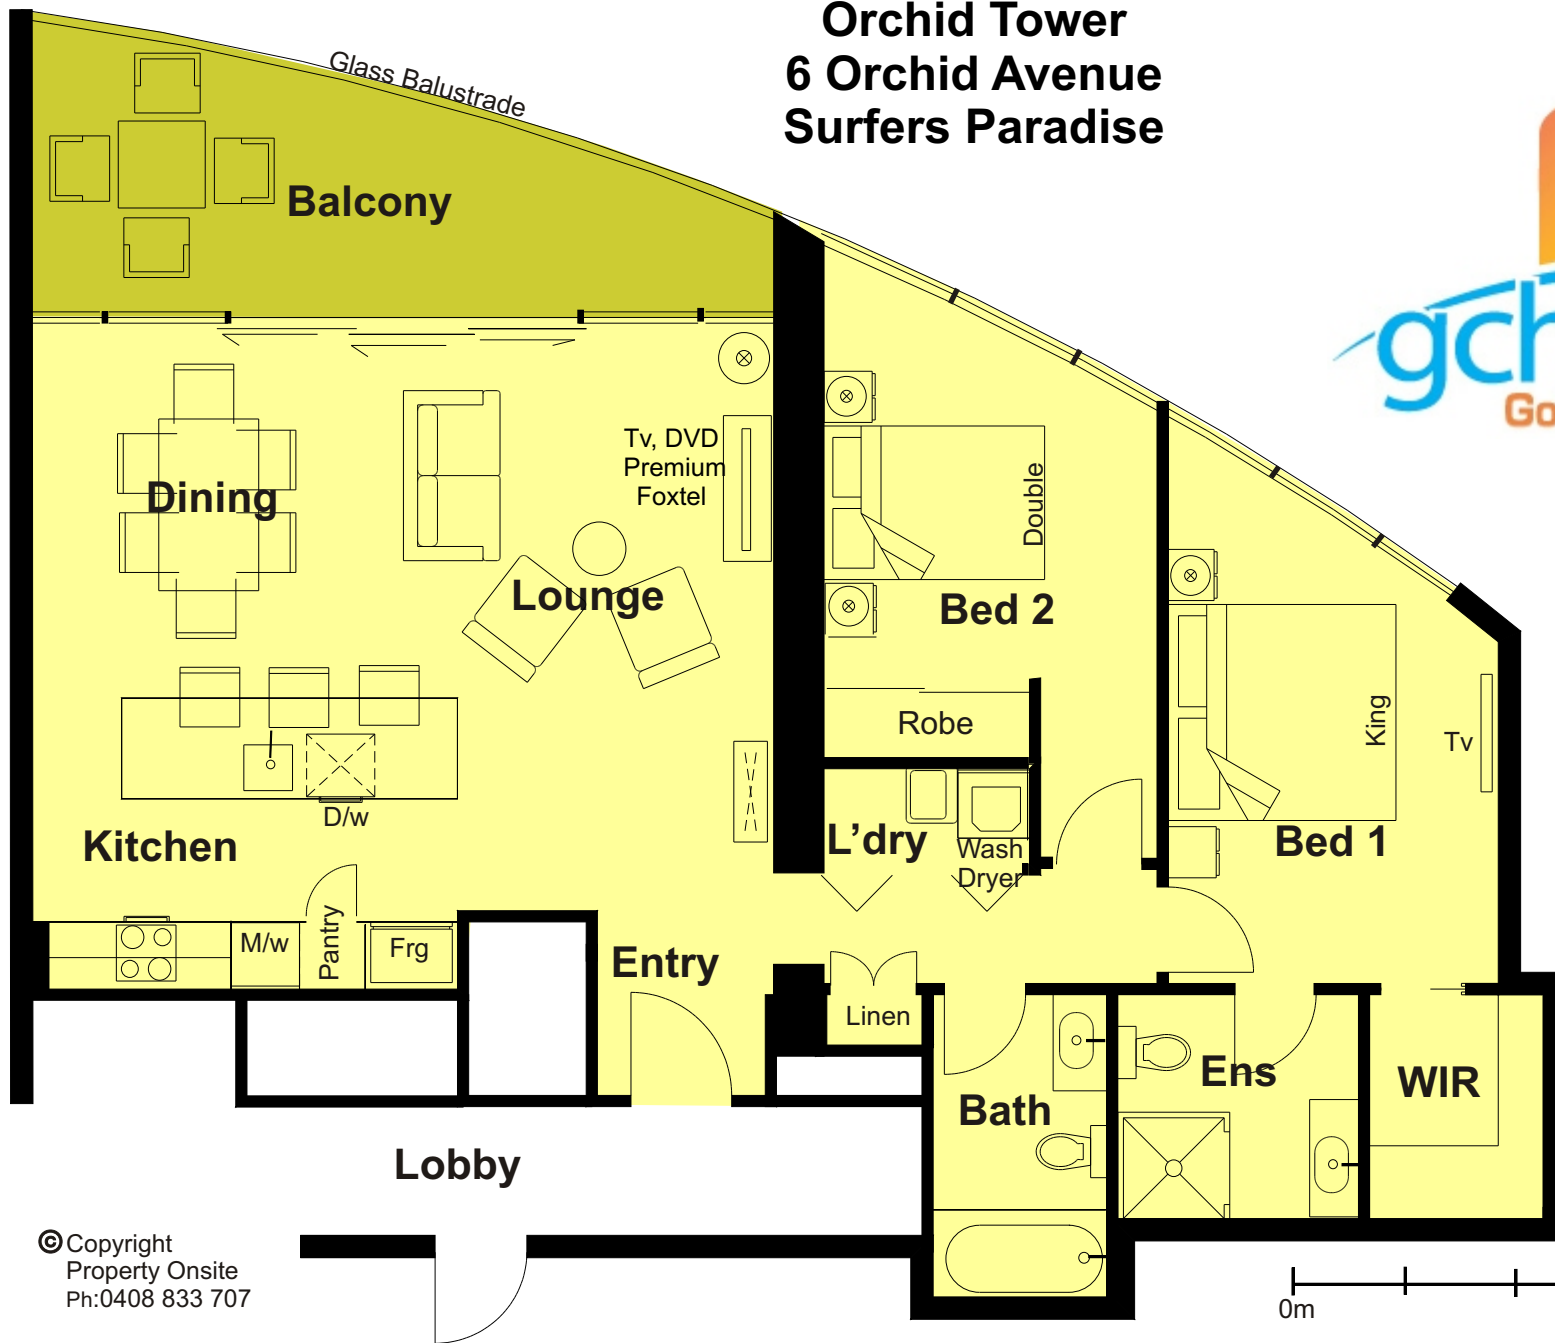 Orchid Tower
6 Orchid Avenue
Surfers Paradise
Glass Balustrade
Balcony
gch
Go
Tv, DVD
Premium
Foxtel
Dining
Double
Lounge
Bed 2
Robe
King
Tv
D/w
Kitchen
L’dry
Wash
Dryer
Bed 1
M/w
Pantry
Frg
Entry
Linen
Ens
WIR
Bath
Lobby
© Copyright
Property Onsite
Ph:0408 833 707
0m